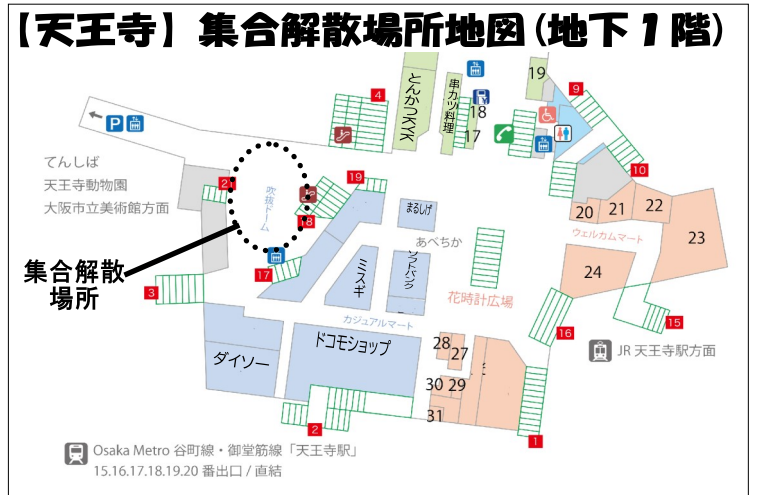 【天王寺】集合解散場所地図(地下1階)
とんかつKYK
串カツ料理
18
17
19
9
4
10
P
てんしば
天王寺動物園
大阪市立美術館方面
21
吹抜ドーム
19
18
まるしげ
あべちか
20
21
22
23
ウェルカムマート
24
集合解散
場所
17
3
ミスギ
ソフトバンク
花時計広場
カジュアルマート
ドコモショップ
ダイソー
28
27
30
29
31
16
15
JR 天王寺駅方面
2
1
Osaka Metro 谷町線・御堂筋線「天王寺駅」
15.16.17.18.19.20 番出口 / 直結